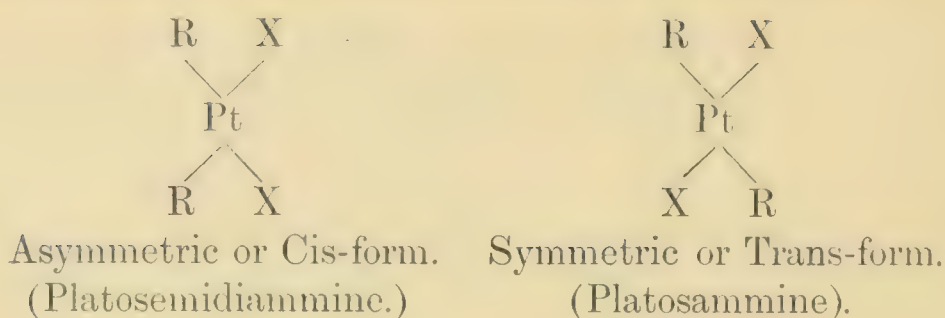 R X R X
Pt Pt
R X X R
Asymmetric or Cis-form. Symmetric or Trans-form.
(Platosemidiammine.) (Platosammine).